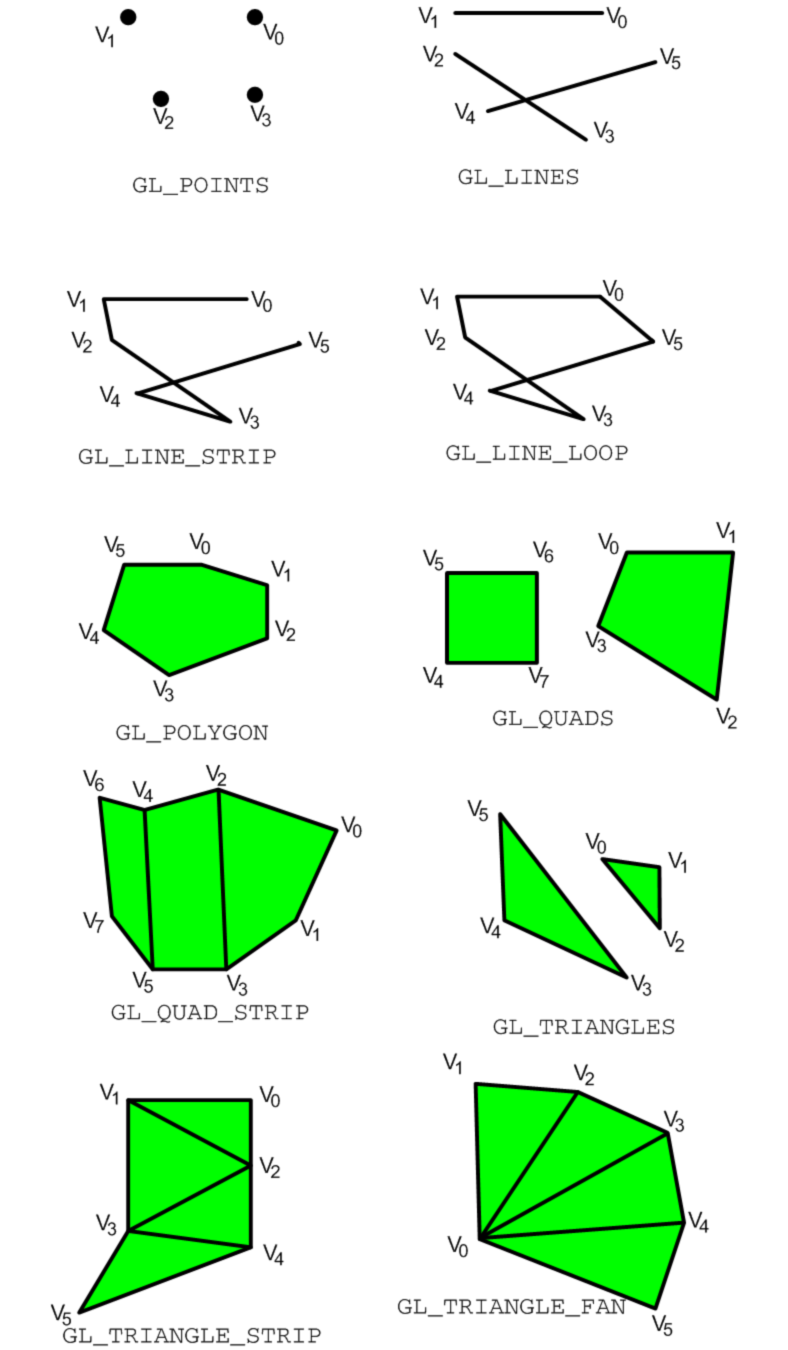 V1 V0
V2 V3
GL_POINTS
V1 V0
V2 V5
V4 V3
GL_LINES
V1 V0
V2 V5
V4 V3
GL_LINE_STRIP
V1 V0
V2 V5
V4 V3
GL_LINE_LOOP
V5 V0
V1
V4 V2
V3
GL_POLYGON
V5 V6
V4 V7
V0 V1
V3
V2
GL_QUADS
V6 V4 V2
V0
V7 V1
V5 V3
GL_QUAD_STRIP
V5
V0 V1
V4 V2
V3
GL_TRIANGLES
V1 V0
V2
V3 V4
V5
GL_TRIANGLE_STRIP
V1 V2
V3
V0 V4
V5
GL_TRIANGLE_FAN